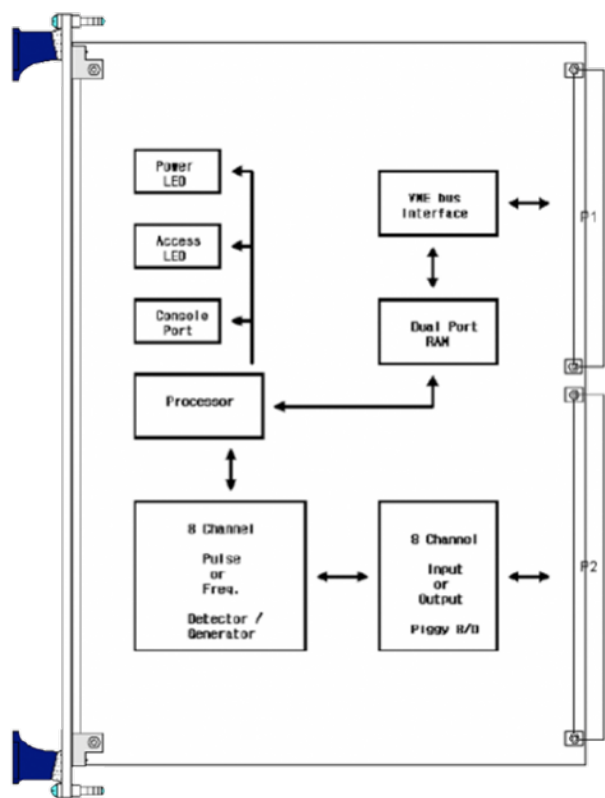 Power
LED
Access
LED
Console
Port
Processor
VME bus
Interface
Dual Port
RAM
8 Channel
Pulse
or
Freq.
Detector /
Generator
8 Channel
Input
or
Output
Piggy B/D
P1
P2